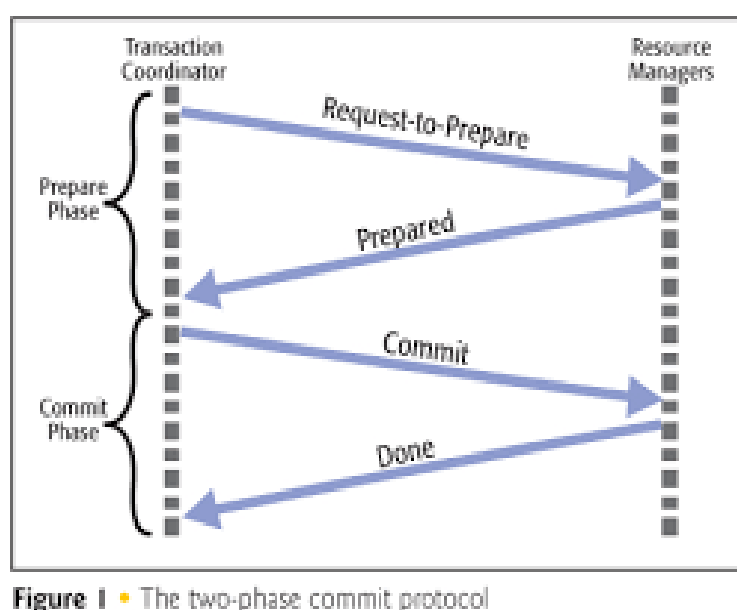 Transaction
Coordinator
Resource
Managers
Request-to-Prepare
Prepare
Phase
Prepared
Commit
Commit
Phase
Done
Figure 1 • The two-phase commit protocol